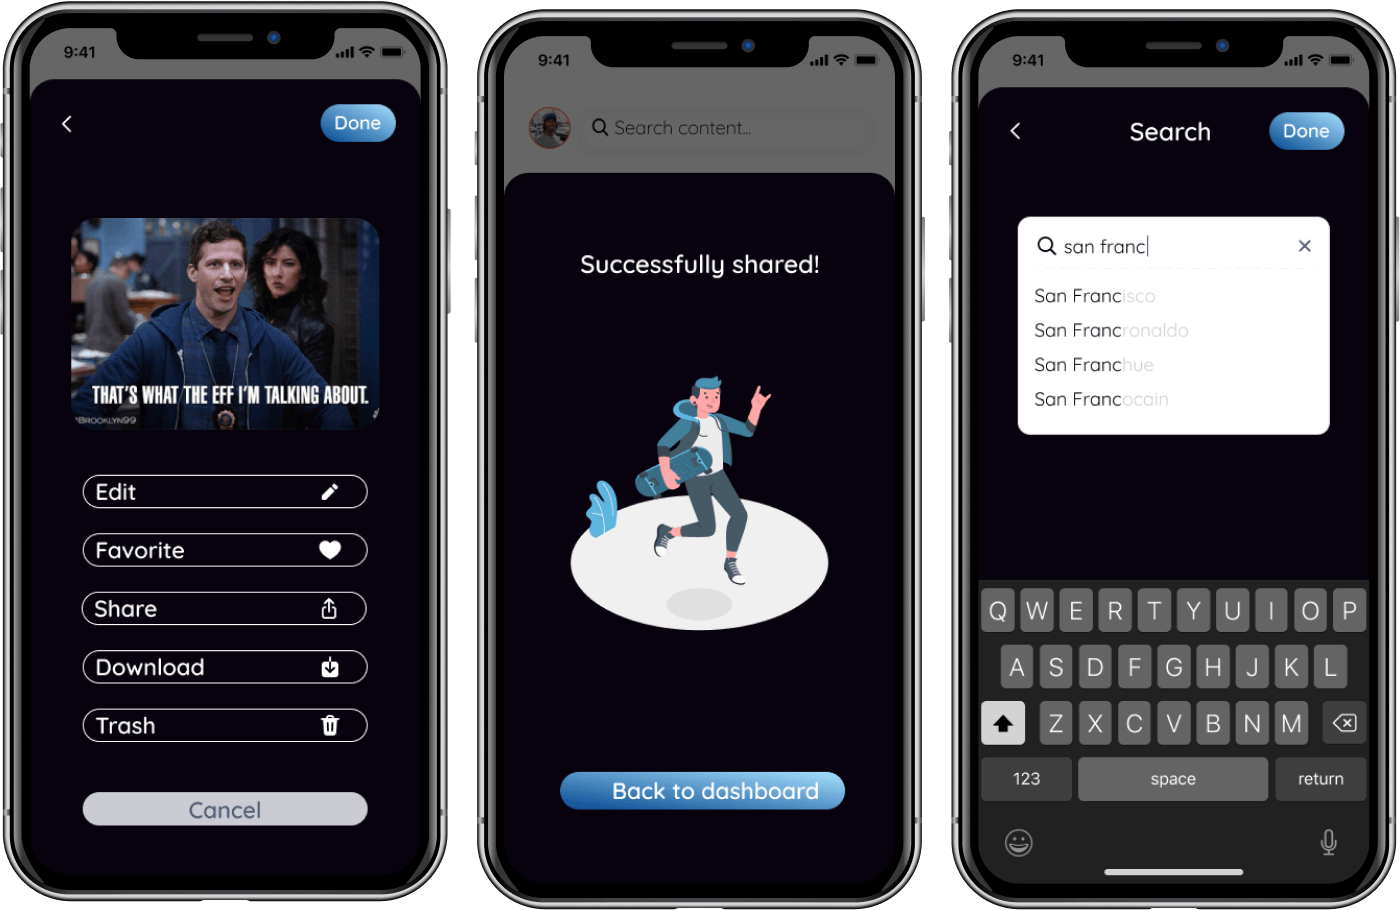 9:41
Done
THAT'S WHAT THE EFF I'M TALKING ABOUT.
#BROOKLYN99
Edit
Favorite
Share
Download
Trash
Cancel
9:41
Search content...
Successfully shared!
Back to dashboard
9:41
Search
Done
san franc
San Francisco
San Francronaldo
San Franchue
San Francocain
Q W E R T Y U I O P
A S D F G H J K L
Z X C V B N M
123 space return